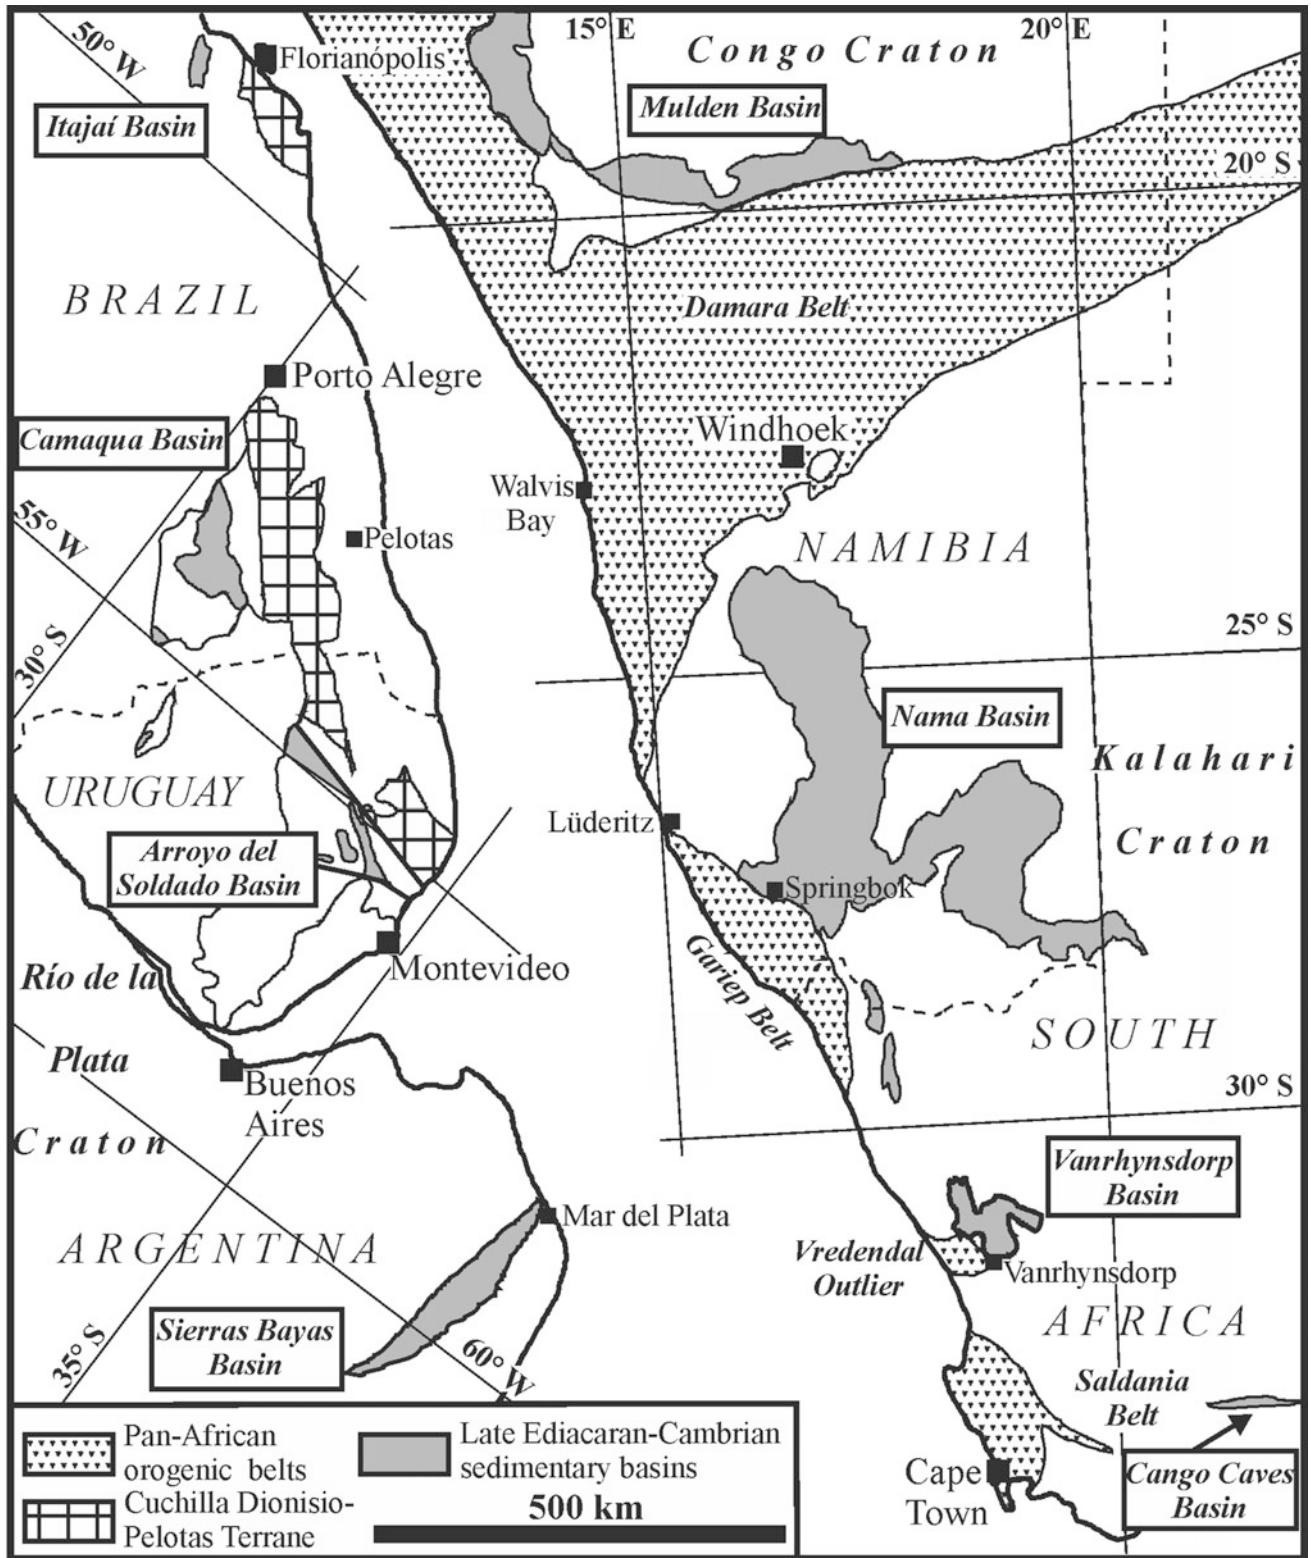 50° W
Florianópolis
15° E
20° E
Congo Craton
Mulden Basin
Itajaí Basin
20° S
BRAZIL
Damara Belt
Porto Alegre
Camaqua Basin
Windhoek
Walvis
Bay
55° W
Pelotas
NAMIBIA
30° S
25° S
Nama Basin
Kalahari
Craton
URUGUAY
Lüderitz
Arroyo del
Soldado Basin
Springbok
Montevideo
Gariep Belt
Río de la
Plata
Craton
SOUTH
AFRICA
Buenos
Aires
30° S
Vanrhynsdorp
Basin
Mar del Plata
ARGENTINA
Vredendal
Outlier
Vanrhynsdorp
Sierras Bayas
Basin
35° S
60° W
Saldania
Belt
Cape
Town
Cango Caves
Basin
Pan-African
orogenic belts
Late Ediacaran-Cambrian
sedimentary basins
Cuchilla Dionisio-
Pelotas Terrane
500 km